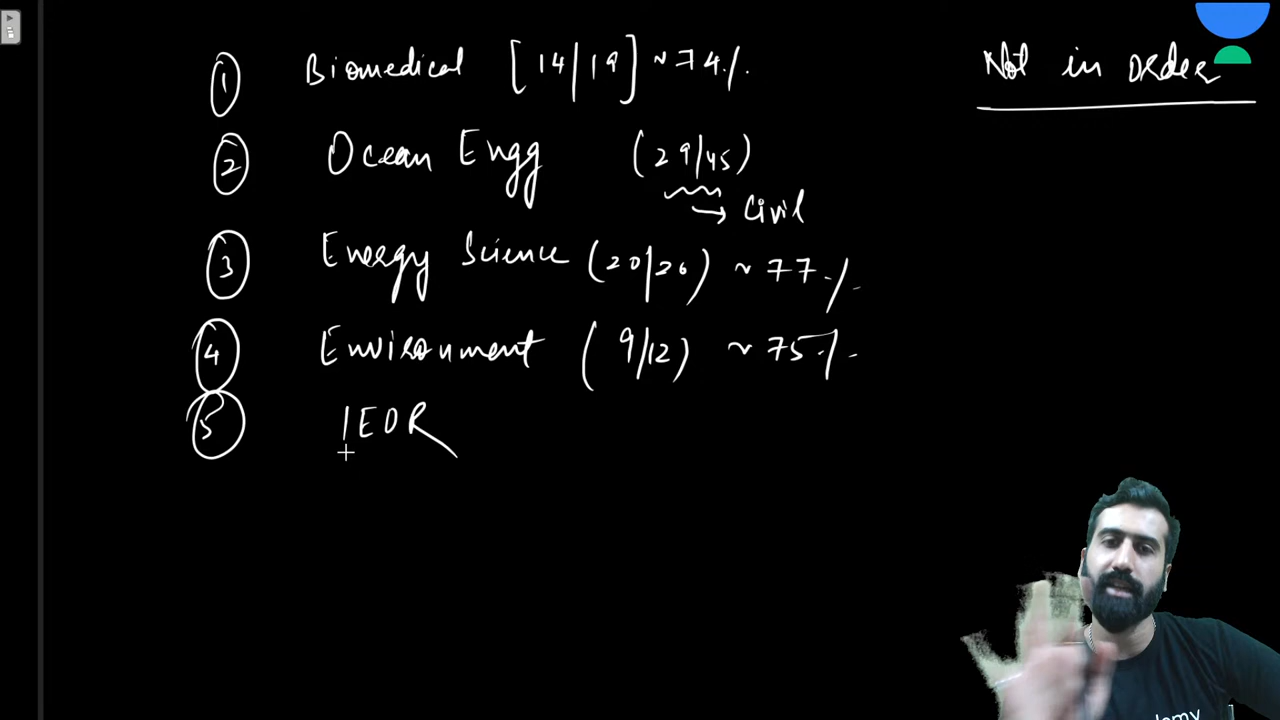 Not in order
① Biomedical [14/19] ~ 74%.
② Ocean Engg (29/45)
→ Civil
③ Energy Science (20/26) ~ 77%.
④ Environment (9/12) ~ 75%.
⑤ IEOR
demy